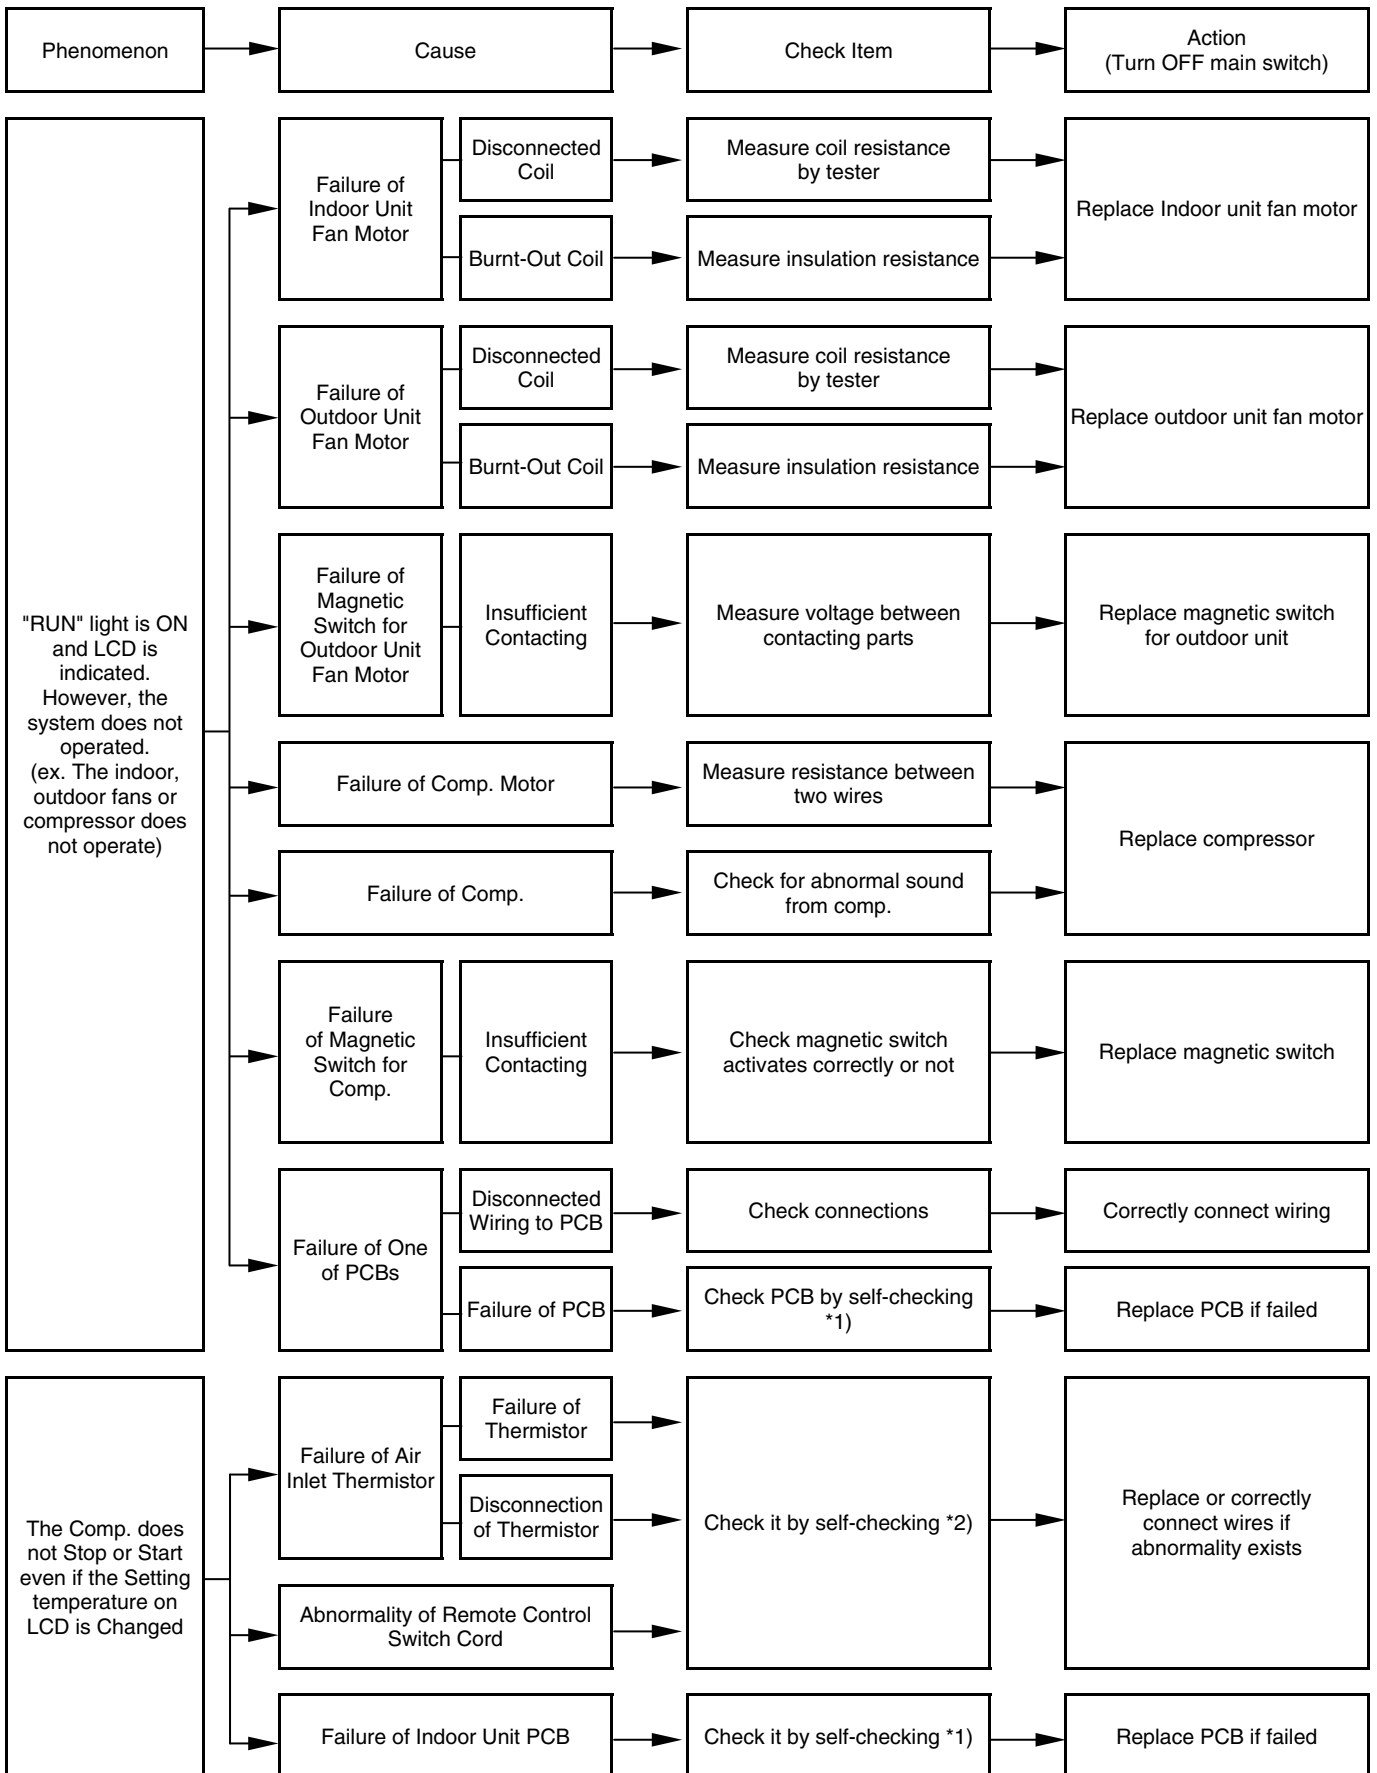 Phenomenon
Cause
Check Item
Action
(Turn OFF main switch)
"RUN" light is ON
and LCD is
indicated.
However, the
system does not
operated.
(ex. The indoor,
outdoor fans or
compressor does
not operate)
Failure of
Indoor Unit
Fan Motor
Disconnected
Coil
Measure coil resistance
by tester
Burnt-Out Coil
Measure insulation resistance
Replace Indoor unit fan motor
Failure of
Outdoor Unit
Fan Motor
Disconnected
Coil
Measure coil resistance
by tester
Burnt-Out Coil
Measure insulation resistance
Replace outdoor unit fan motor
Failure of
Magnetic
Switch for
Outdoor Unit
Fan Motor
Insufficient
Contacting
Measure voltage between
contacting parts
Replace magnetic switch
for outdoor unit
Failure of Comp. Motor
Measure resistance between
two wires
Failure of Comp.
Check for abnormal sound
from comp.
Replace compressor
Failure
of Magnetic
Switch for
Comp.
Insufficient
Contacting
Check magnetic switch
activates correctly or not
Replace magnetic switch
Failure of One
of PCBs
Disconnected
Wiring to PCB
Check connections
Correctly connect wiring
Failure of PCB
Check PCB by self-checking
*1)
Replace PCB if failed
The Comp. does
not Stop or Start
even if the Setting
temperature on
LCD is Changed
Failure of Air
Inlet Thermistor
Failure of
Thermistor
Disconnection
of Thermistor
Abnormality of Remote Control
Switch Cord
Check it by self-checking *2)
Replace or correctly
connect wires if
abnormality exists
Failure of Indoor Unit PCB
Check it by self-checking *1)
Replace PCB if failed